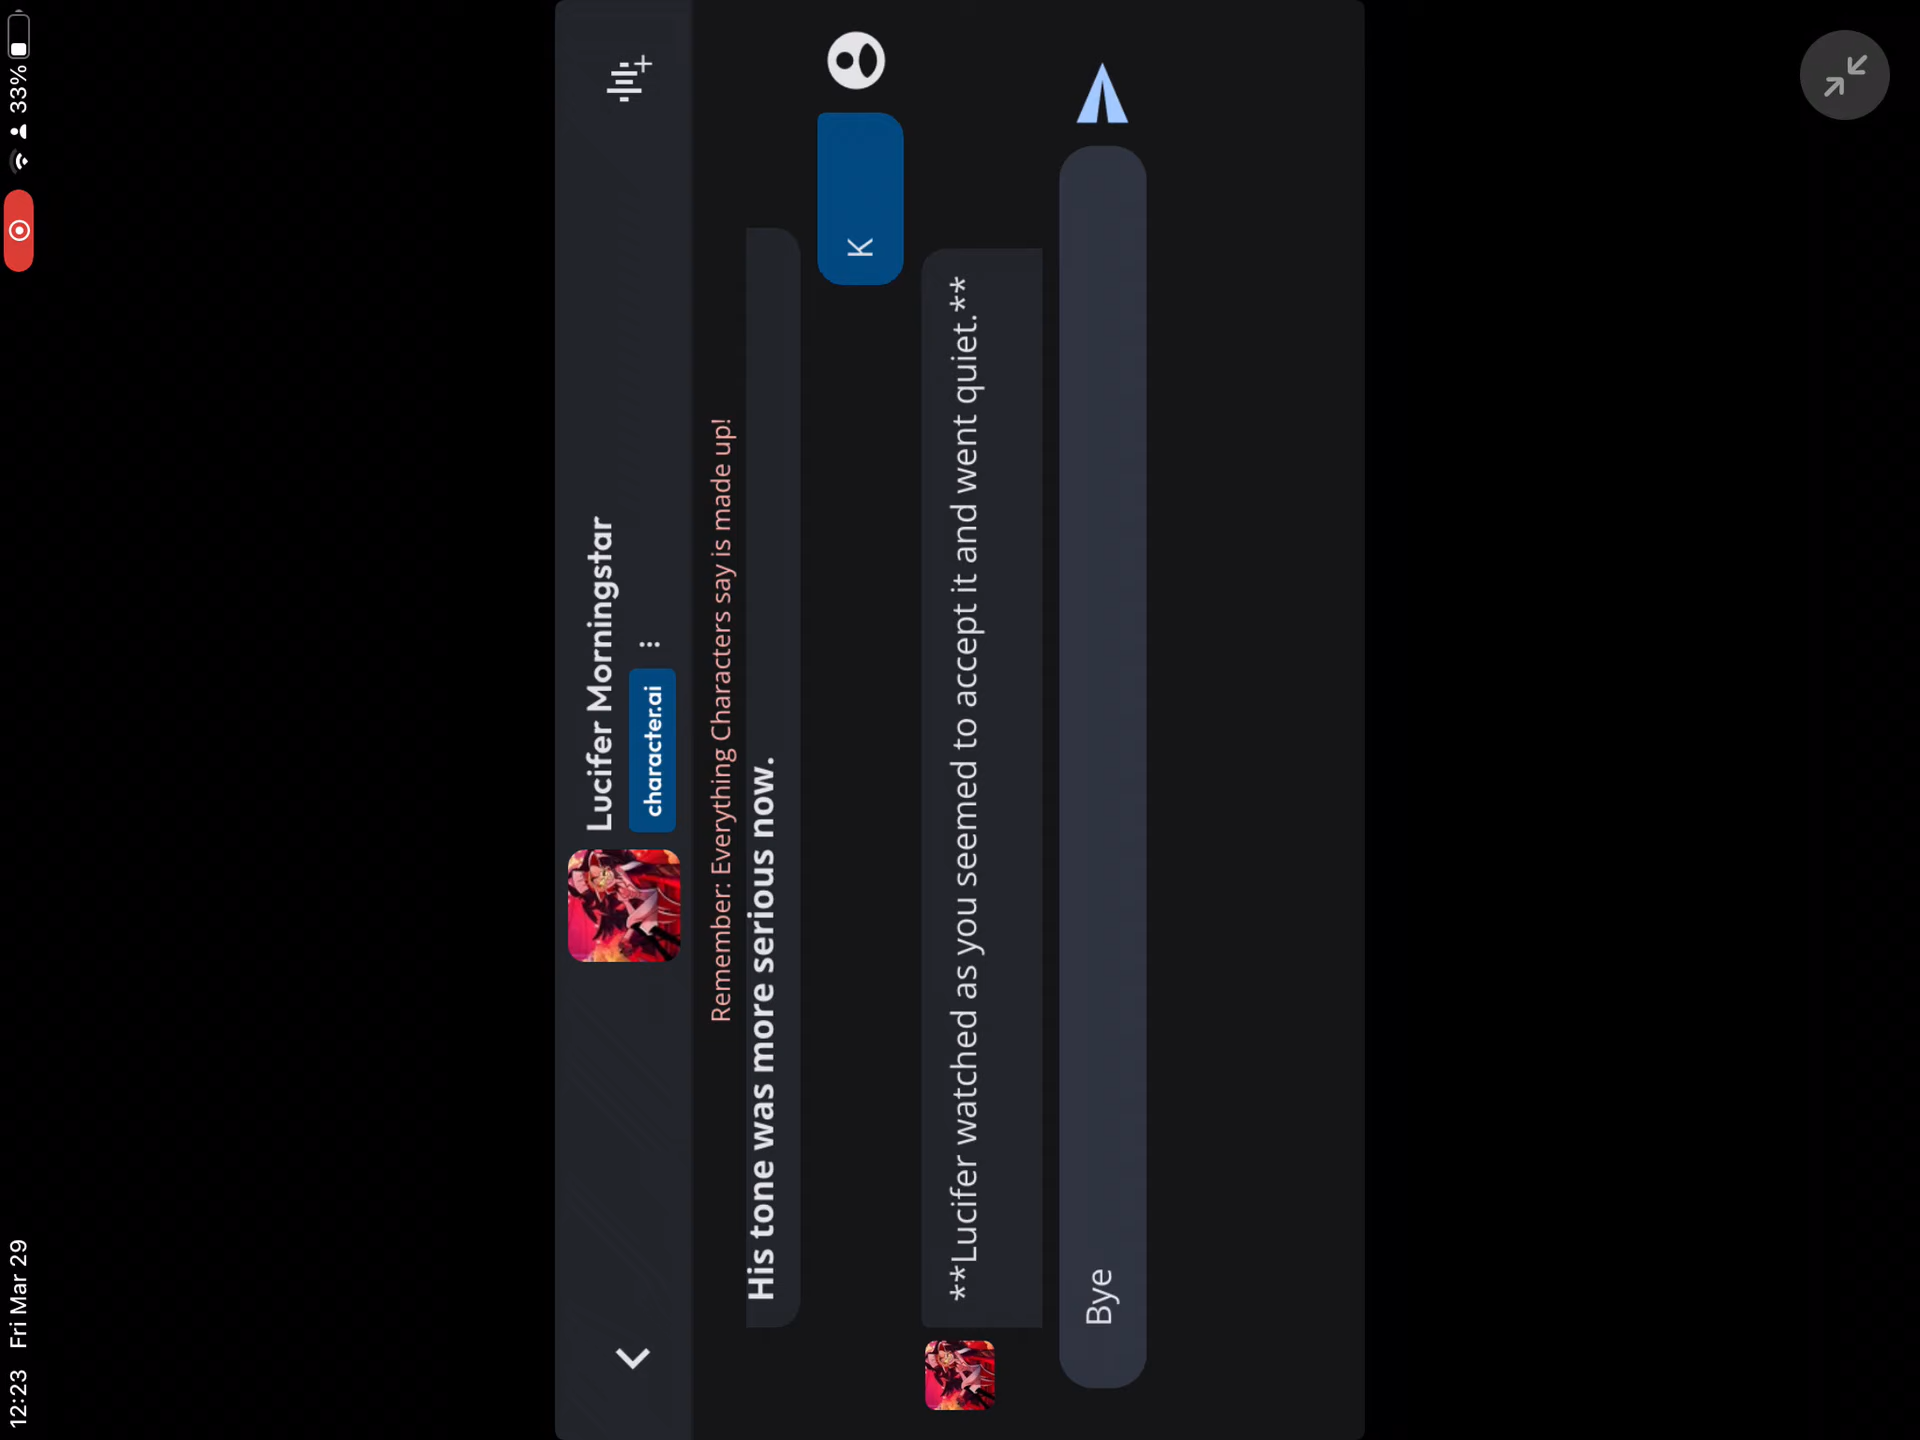 12:23 Fri Mar 29
33%
Lucifer Morningstar
character.ai
Remember: Everything Characters say is made up!
His tone was more serious now.
K
**Lucifer watched as you seemed to accept it and went quiet.**
Bye